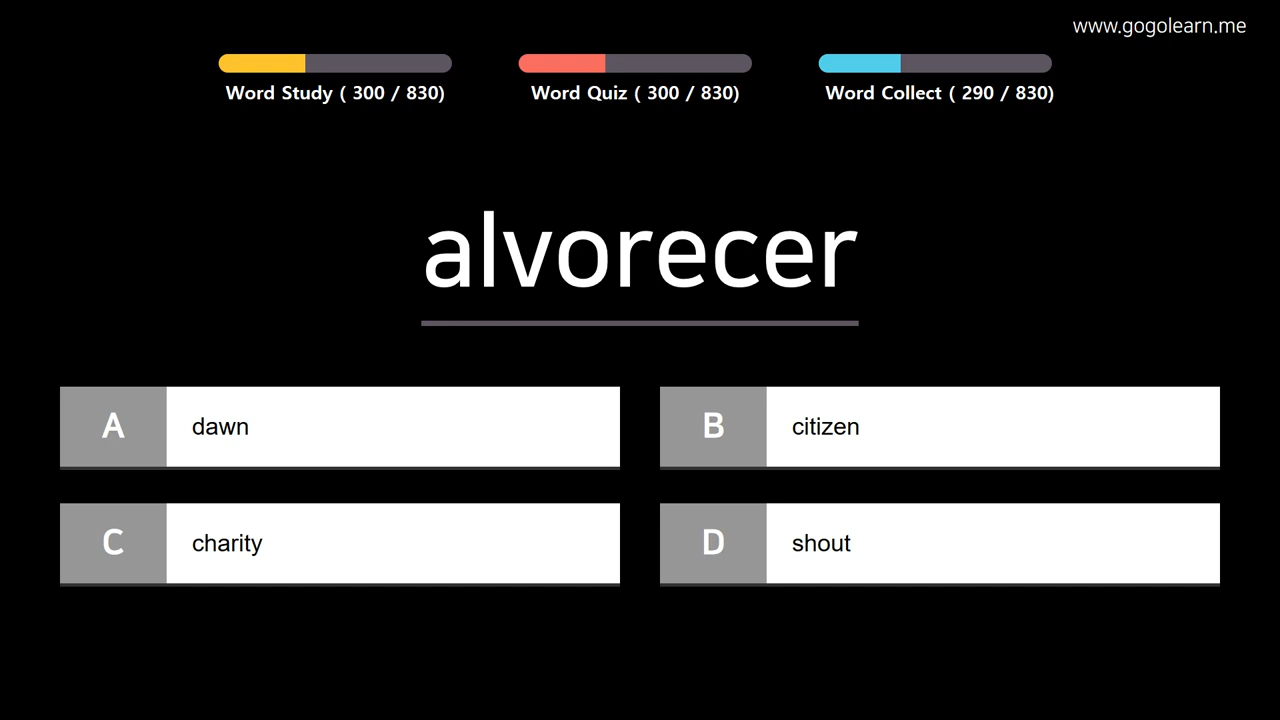 www.gogolearn.me
Word Study ( 300 / 830)
Word Quiz ( 300 / 830)
Word Collect ( 290 / 830)
alvorecer
A dawn
B citizen
C charity
D shout